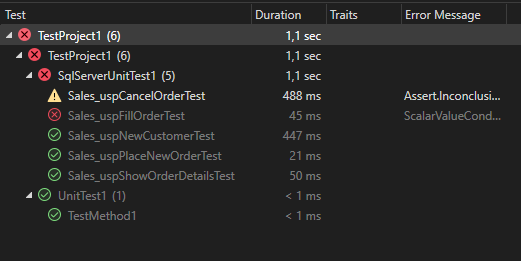 Test Duration Traits Error Message
TestProject1 (6) 1,1 sec
TestProject1 (6) 1,1 sec
SqlServerUnitTest1 (5) 1,1 sec
Sales_uspCancelOrderTest 488 ms Assert.Inconclusi...
Sales_uspFillOrderTest 45 ms ScalarValueCond...
Sales_uspNewCustomerTest 447 ms
Sales_uspPlaceNewOrderTest 21 ms
Sales_uspShowOrderDetailsTest 50 ms
UnitTest1 (1) < 1 ms
TestMethod1 < 1 ms